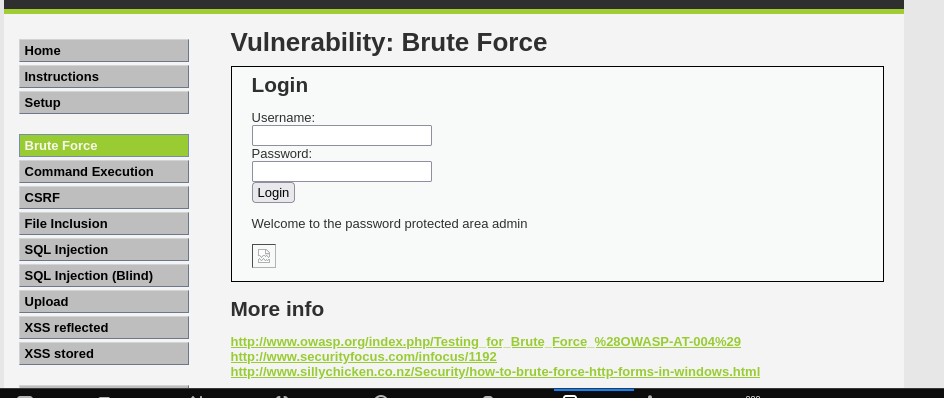 Home
Instructions
Setup
Brute Force
Command Execution
CSRF
File Inclusion
SQL Injection
SQL Injection (Blind)
Upload
XSS reflected
XSS stored
Vulnerability: Brute Force
Login
Username:
Password:
Login
Welcome to the password protected area admin
More info
http://www.owasp.org/index.php/Testing_for_Brute_Force_%28OWASP-AT-004%29
http://www.securityfocus.com/infocus/1192
http://www.sillychicken.co.nz/Security/how-to-brute-force-http-forms-in-windows.html